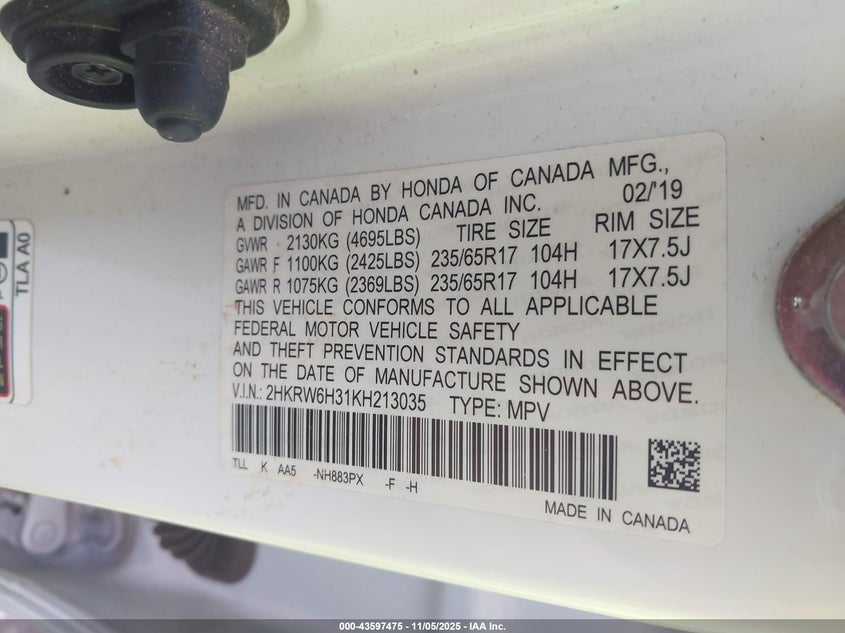 MFD. IN CANADA BY HONDA OF CANADA MFG.,
A DIVISION OF HONDA CANADA INC. 02/'19
GVWR 2130KG (4695LBS) TIRE SIZE RIM SIZE
GAWR F 1100KG (2425LBS) 235/65R17 104H 17X7.5J
GAWR R 1075KG (2369LBS) 235/65R17 104H 17X7.5J
THIS VEHICLE CONFORMS TO ALL APPLICABLE
FEDERAL MOTOR VEHICLE SAFETY
AND THEFT PREVENTION STANDARDS IN EFFECT
ON THE DATE OF MANUFACTURE SHOWN ABOVE.
V.I.N.: 2HKRW6H31KH213035 TYPE: MPV
TLL K AA5 -NH883PX -F -H
MADE IN CANADA
TLA A0
000-43597475 - 11/05/2025 - IAA Inc.